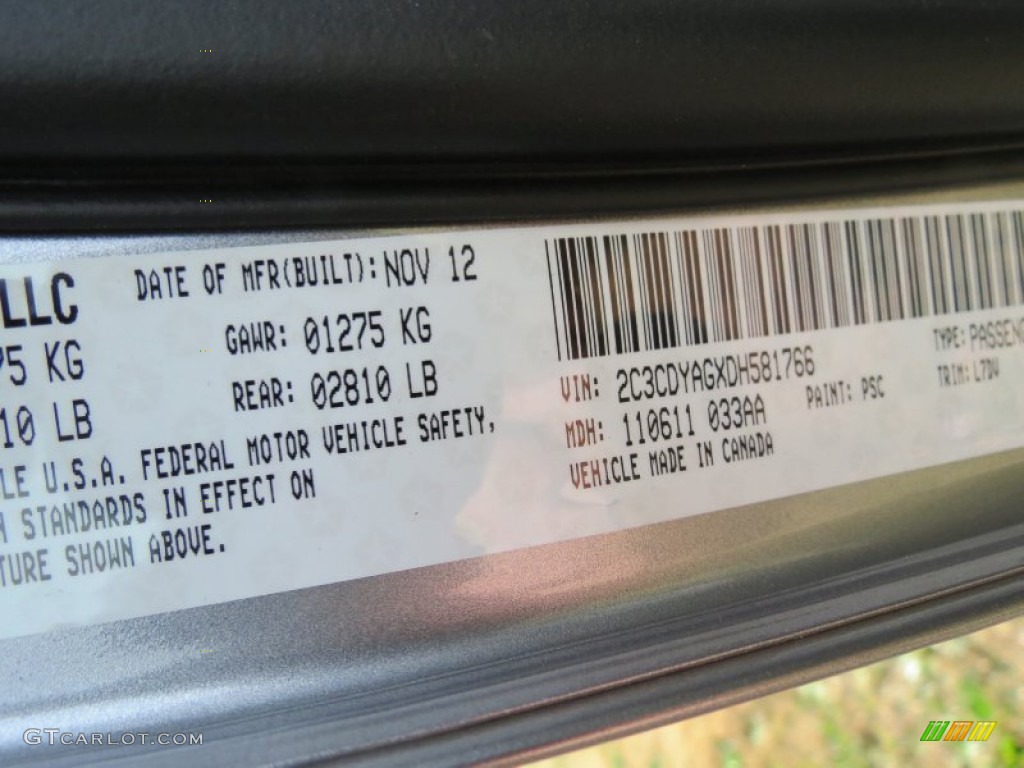 LLC DATE OF MFR(BUILT): NOV 12
75 KG GAWR: 01275 KG
10 LB REAR: 02810 LB
LE U.S.A. FEDERAL MOTOR VEHICLE SAFETY,
STANDARDS IN EFFECT ON
TURE SHOWN ABOVE.
VIN: 2C3CDYAGXDH581766 TYPE: PASSENG
MDH: 110611 033AA PAINT: PSC TRIM: L7DV
VEHICLE MADE IN CANADA
GTCARLOT.COM